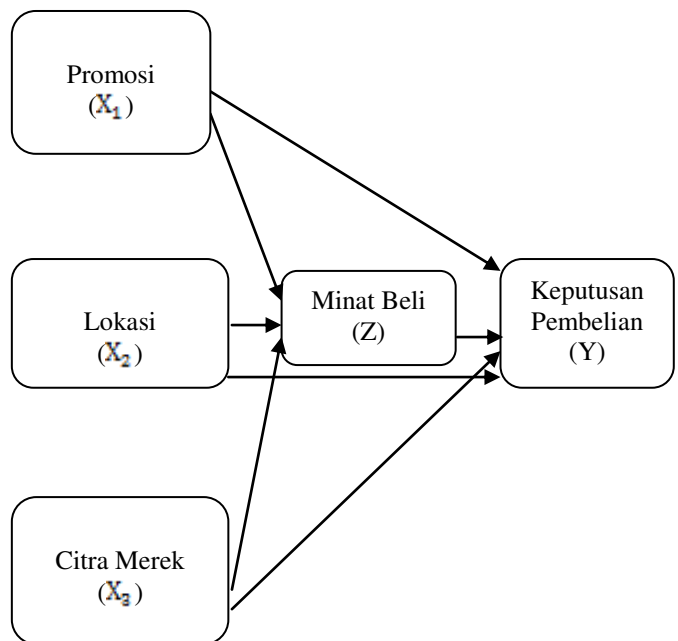 Promosi
(X₁)
Lokasi
(X₂)
Minat Beli
(Z)
Keputusan
Pembelian
(Y)
Citra Merek
(X₃)